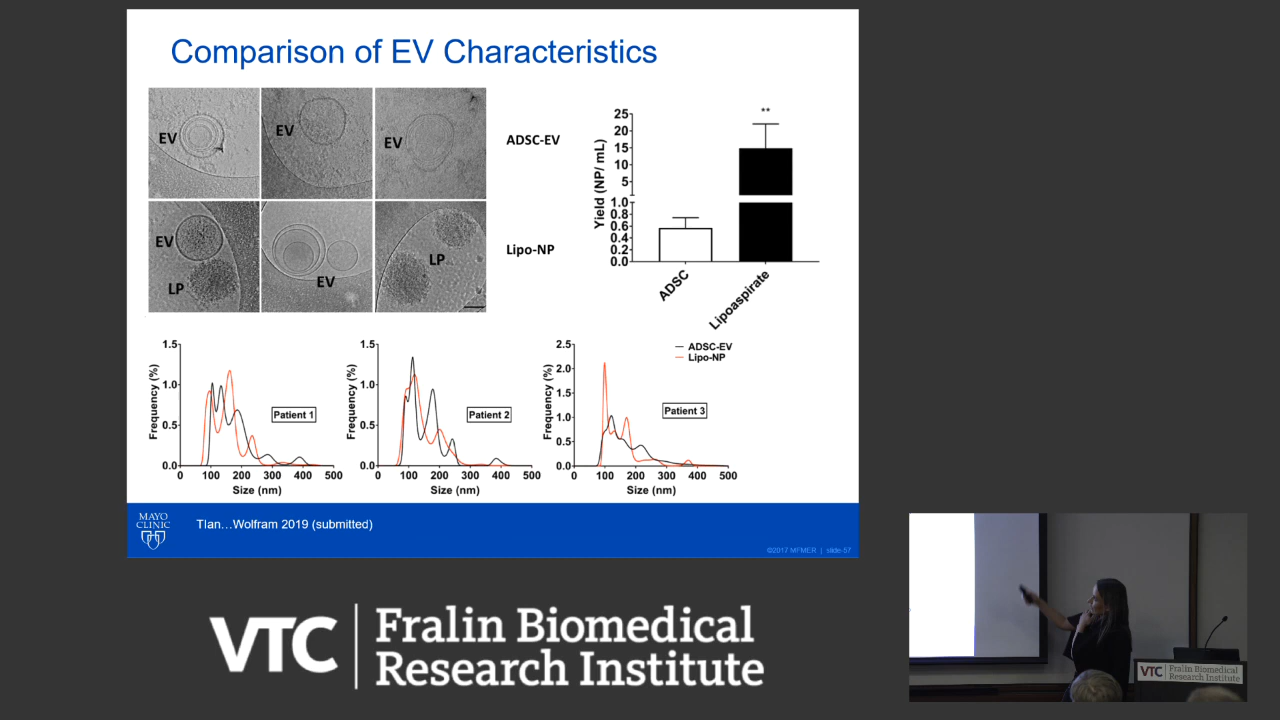 Comparison of EV Characteristics
EV
EV
EV
ADSC-EV
EV
LP
EV
LP
Lipo-NP
Yield (NP/ mL)
25
20
15
10
5
1.0
0.8
0.6
0.4
0.2
0.0
**
ADSC
Lipoaspirate
Frequency (%)
1.5
1.0
0.5
0.0
Patient 1
0 100 200 300 400 500
Size (nm)
Frequency (%)
1.5
1.0
0.5
0.0
Patient 2
0 100 200 300 400 500
Size (nm)
Frequency (%)
2.5
2.0
1.5
1.0
0.5
0.0
ADSC-EV
Lipo-NP
Patient 3
0 100 200 300 400 500
Size (nm)
MAYO
CLINIC
TIan…Wolfram 2019 (submitted)
©2017 MFMER | slide-57
VTC
Fralin Biomedical
Research Institute
VTC
Fralin Biomedical
Research Institute